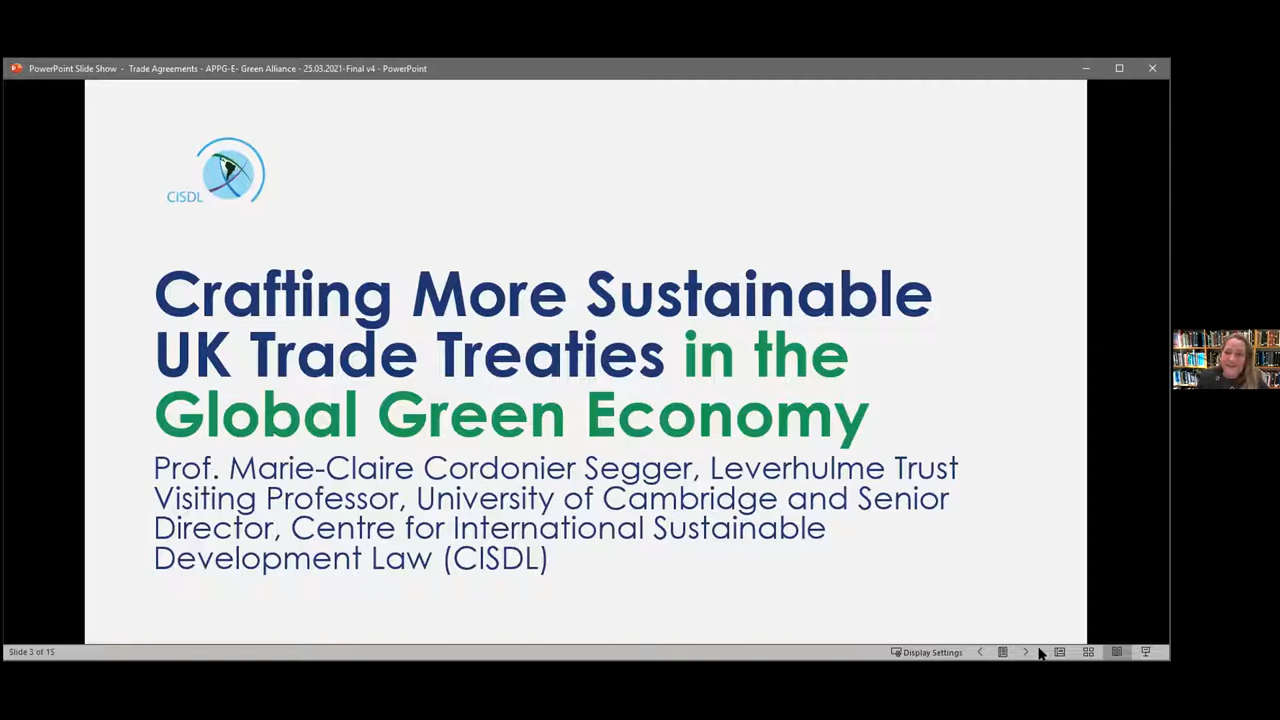 PowerPoint Slide Show - Trade Agreements - APPG-E- Green Alliance - 25.03.2021-Final v4 - PowerPoint
CISDL
Crafting More Sustainable
UK Trade Treaties in the
Global Green Economy
Prof. Marie-Claire Cordonier Segger, Leverhulme Trust
Visiting Professor, University of Cambridge and Senior
Director, Centre for International Sustainable
Development Law (CISDL)
Slide 3 of 15
Display Settings